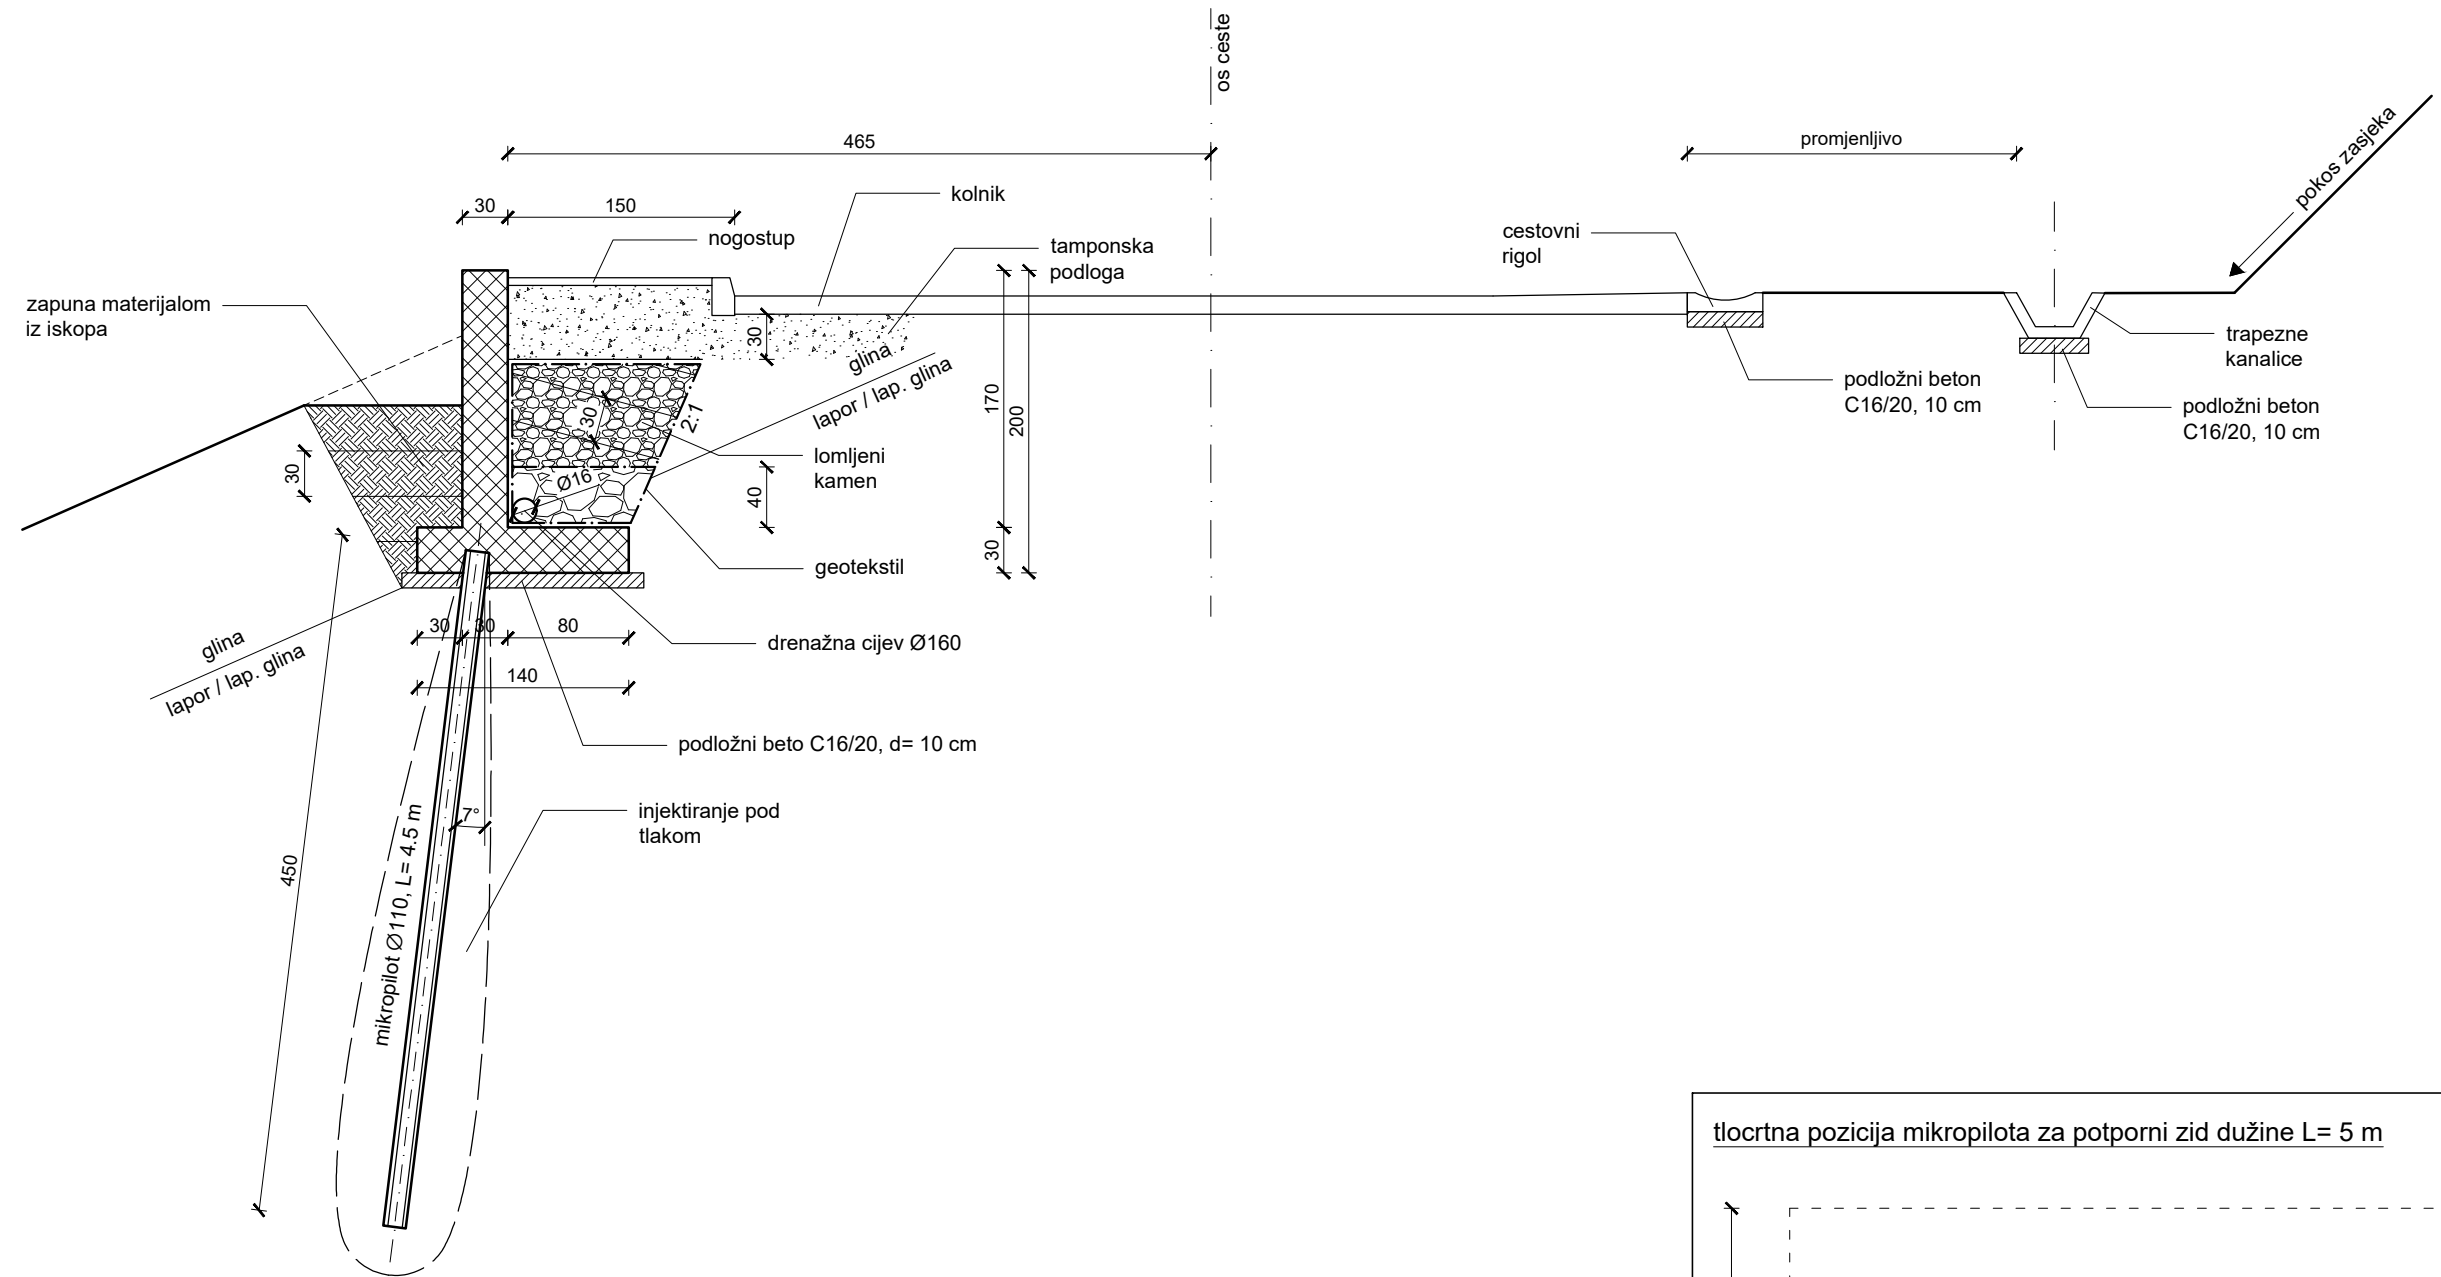 os ceste
465
promjenljivo
pokos zasjeka
30
150
kolnik
nogostup
tamponska
podloga
cestovni
rigol
zapuna materijalom
iz iskopa
30
glina
lapor / lap. glina
trapezne
kanalice
podložni beton
C16/20, 10 cm
podložni beton
C16/20, 10 cm
170
200
30
2:1
lomljeni
kamen
30
Ø16
40
30
geotekstil
30
30
80
drenažna cijev Ø160
glina
lapor / lap. glina
140
podložni beto C16/20, d= 10 cm
injektiranje pod
tlakom
7°
mikropilot Ø110, L= 4.5 m
450
tlocrtna pozicija mikropilota za potporni zid dužine L= 5 m